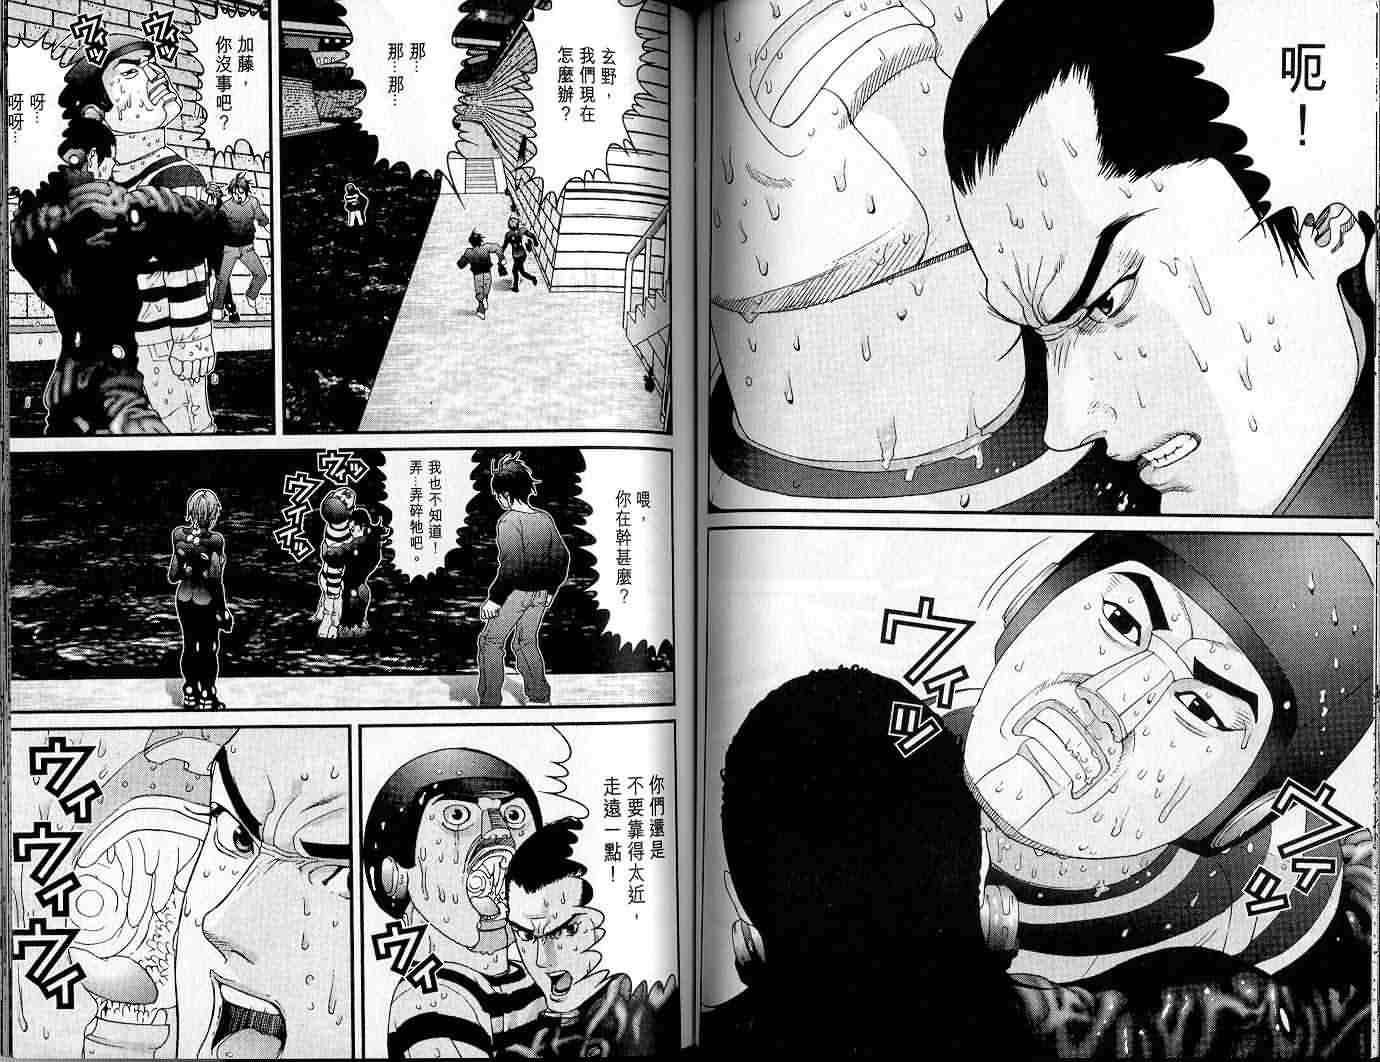 呃！
ウィッ
ウィッ
玄野，
我們現在
怎麼辦？
那…
那…那…
加藤，
你沒事吧？
呀…
呀呀…
ウィッ
ウィッ
喂，
你在幹甚麼？
我也不知道！
弄…弄碎牠吧。
ウィッ
ウィィッ
你們還是
不要靠得太近，
走遠一點！
ウィ
ウィ
ウィ
ウィ